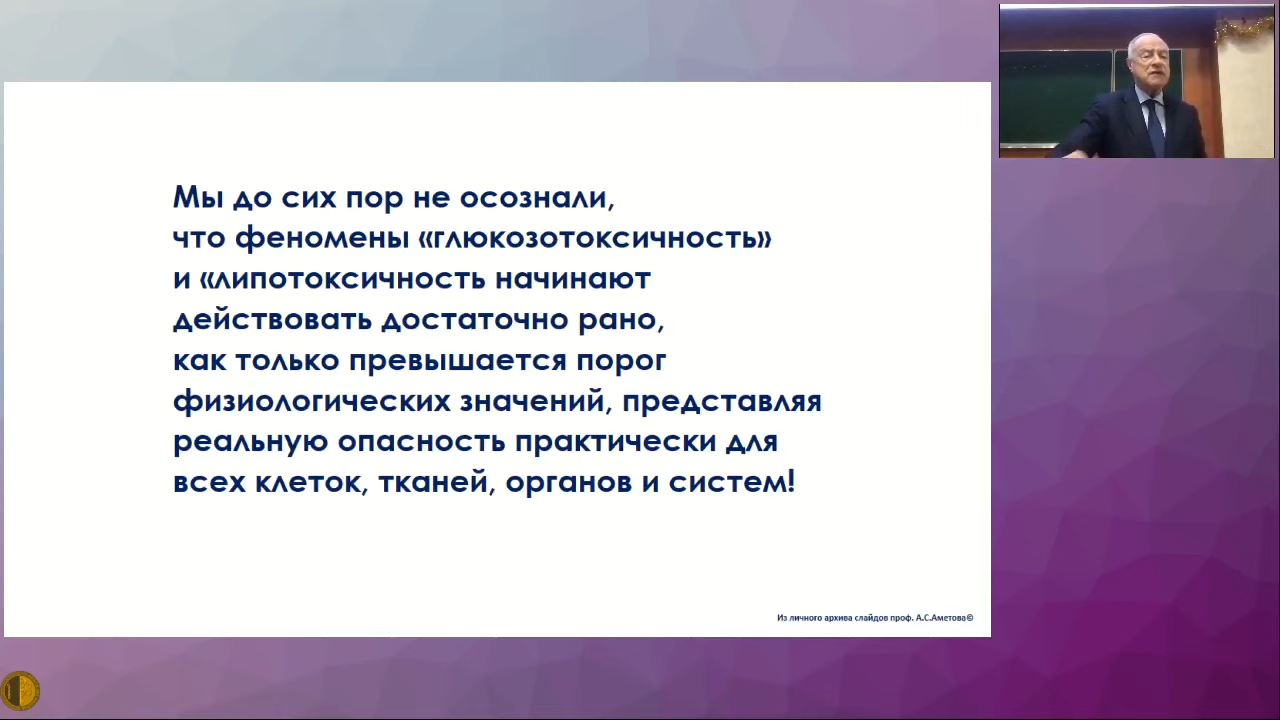 Мы до сих пор не осознали,
что феномены «глюкозотоксичность»
и «липотоксичность начинают
действовать достаточно рано,
как только превышается порог
физиологических значений, представляя
реальную опасность практически для
всех клеток, тканей, органов и систем!
Из личного архива слайдов проф. А.С.Аметова©